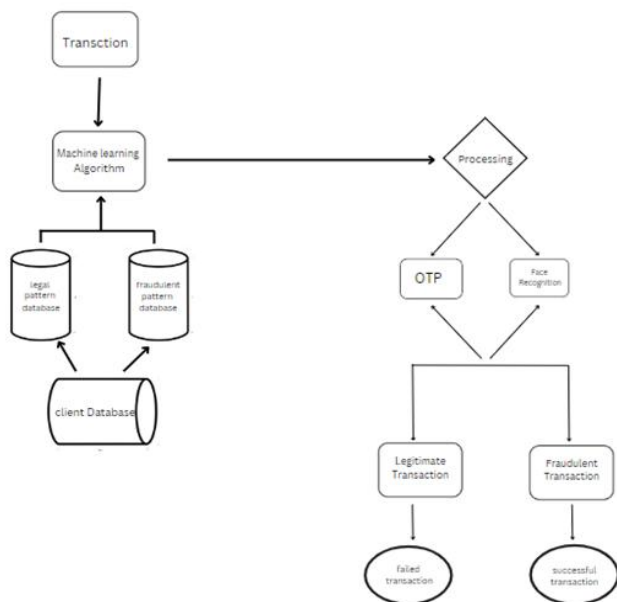 Transction
Machine learning
Algorithm
Processing
legal
pattern
database
fraudulent
pattern
database
OTP
Face
Recognition
client Database
Legitimate
Transaction
Fraudulent
Transaction
failed
transaction
successful
transaction